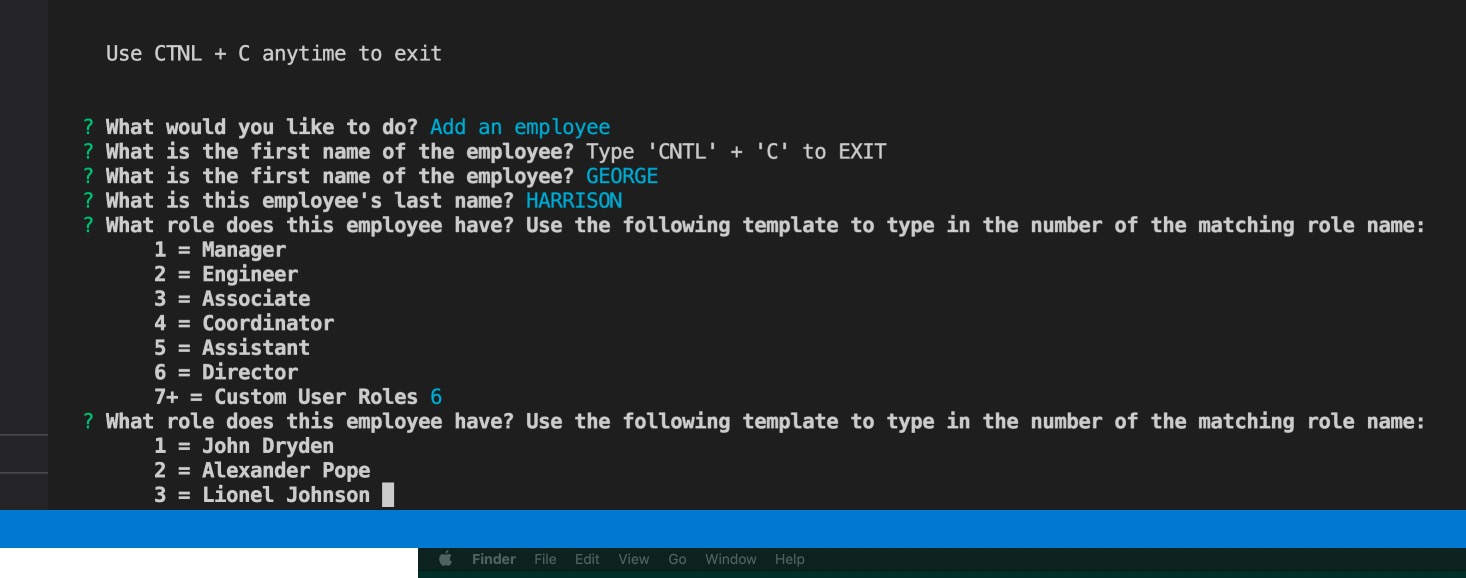 Use CTNL + C anytime to exit
? What would you like to do? Add an employee
? What is the first name of the employee? Type 'CNTL' + 'C' to EXIT
? What is the first name of the employee? GEORGE
? What is this employee's last name? HARRISON
? What role does this employee have? Use the following template to type in the number of the matching role name:
1 = Manager
2 = Engineer
3 = Associate
4 = Coordinator
5 = Assistant
6 = Director
7+ = Custom User Roles 6
? What role does this employee have? Use the following template to type in the number of the matching role name:
1 = John Dryden
2 = Alexander Pope
3 = Lionel Johnson
Finder File Edit View Go Window Help